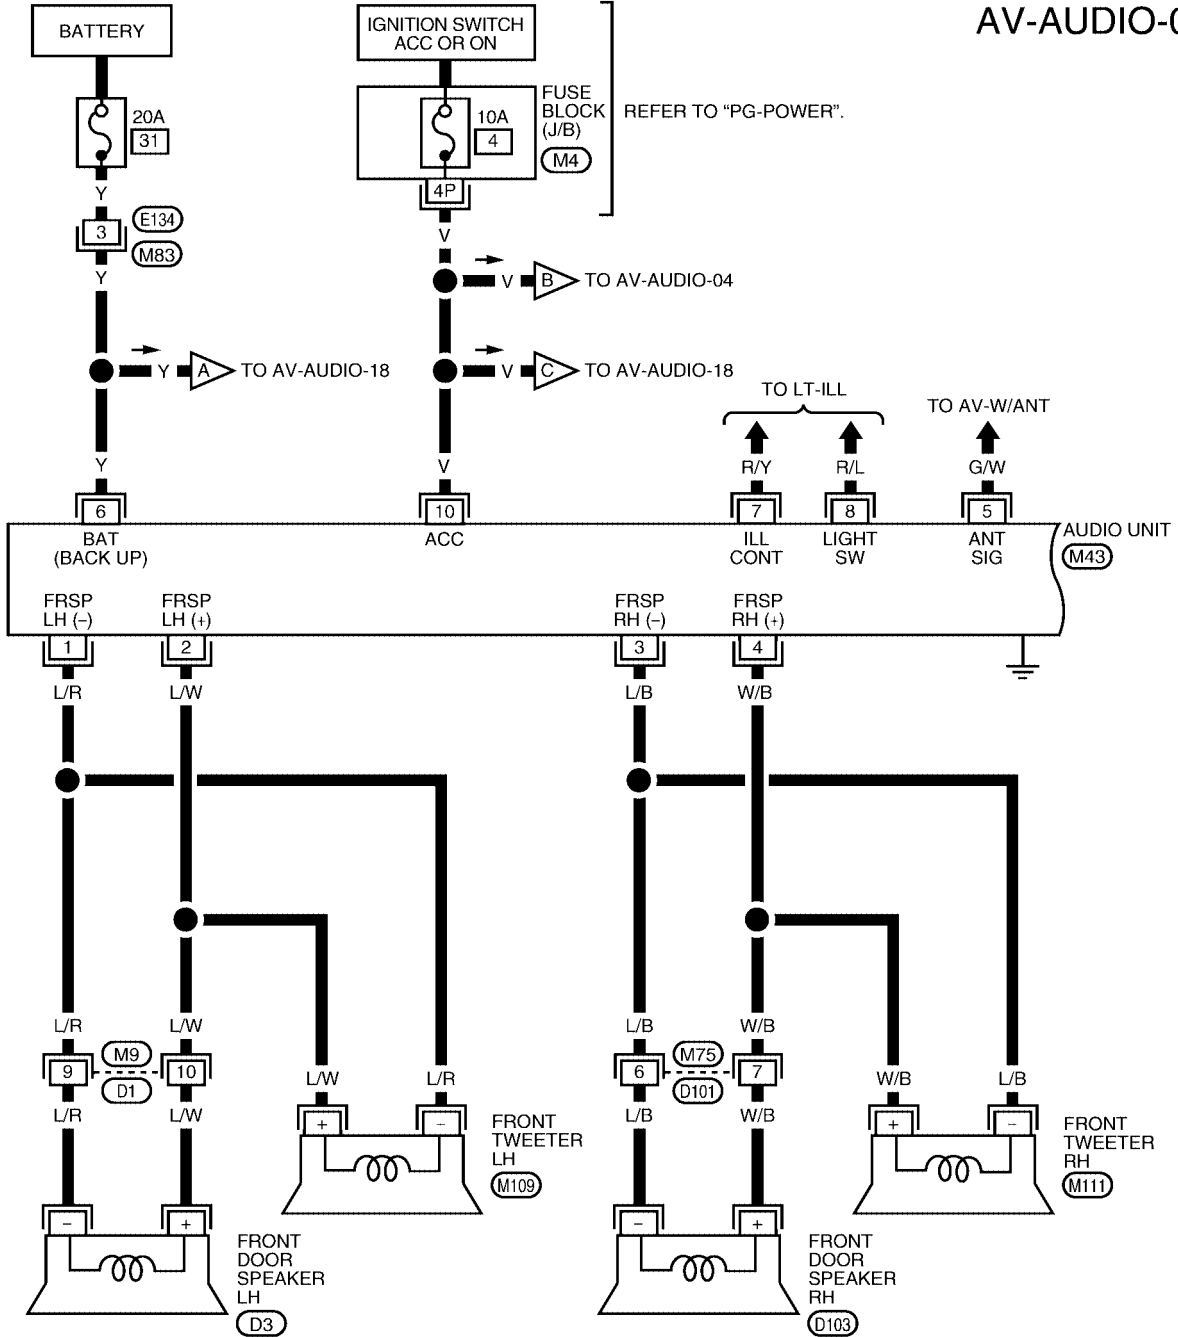 AV-AUDIO-0
BATTERY
IGNITION SWITCH
ACC OR ON
20A
31
10A
4
FUSE
BLOCK
(J/B)
M4
REFER TO “PG-POWER”.
4P
Y
3
E134
M83
Y
V
V
B
TO AV-AUDIO-04
Y
A
TO AV-AUDIO-18
V
C
TO AV-AUDIO-18
TO LT-ILL
TO AV-W/ANT
Y
V
R/Y
R/L
G/W
6
10
7
8
5
BAT
(BACK UP)
ACC
ILL
CONT
LIGHT
SW
ANT
SIG
AUDIO UNIT
M43
FRSP
LH (–)
FRSP
LH (+)
FRSP
RH (–)
FRSP
RH (+)
1
2
3
4
L/R
L/W
L/B
W/B
L/R
L/W
L/B
W/B
9
M9
D1
10
6
M75
D101
7
L/R
L/W
L/B
W/B
L/W
L/R
W/B
L/B
+
–
FRONT
TWEETER
LH
M109
+
–
FRONT
TWEETER
RH
M111
–
+
FRONT
DOOR
SPEAKER
LH
D3
–
+
FRONT
DOOR
SPEAKER
RH
D103